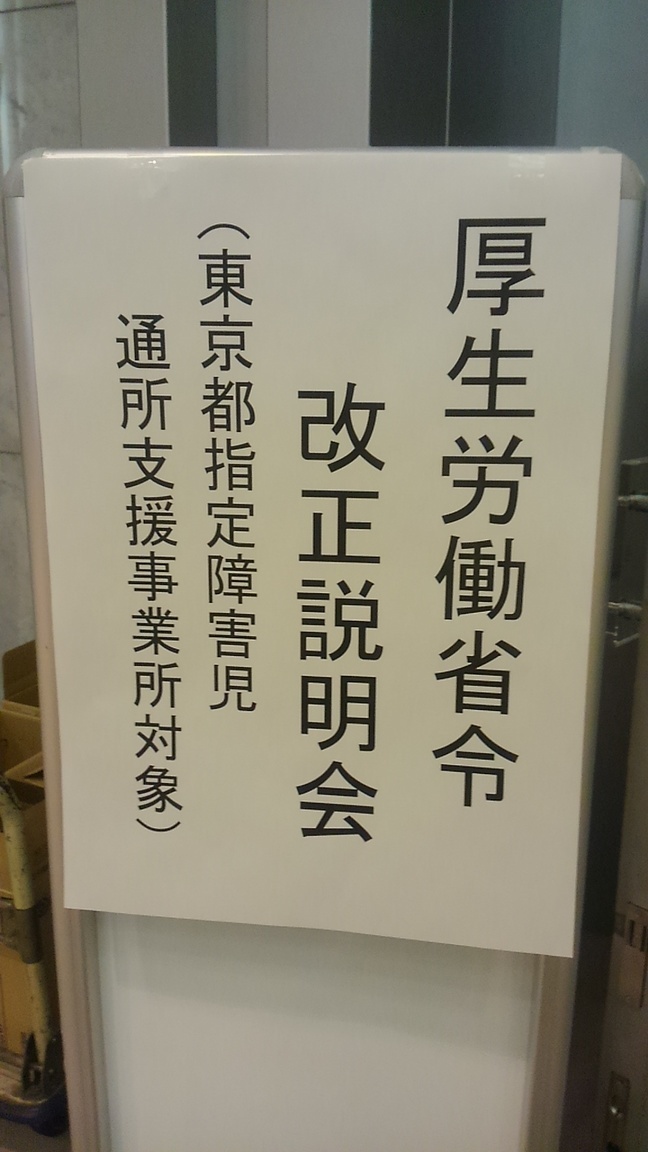 厚生労働省令
改正説明会
（東京都指定障害児
通所支援事業所対象）